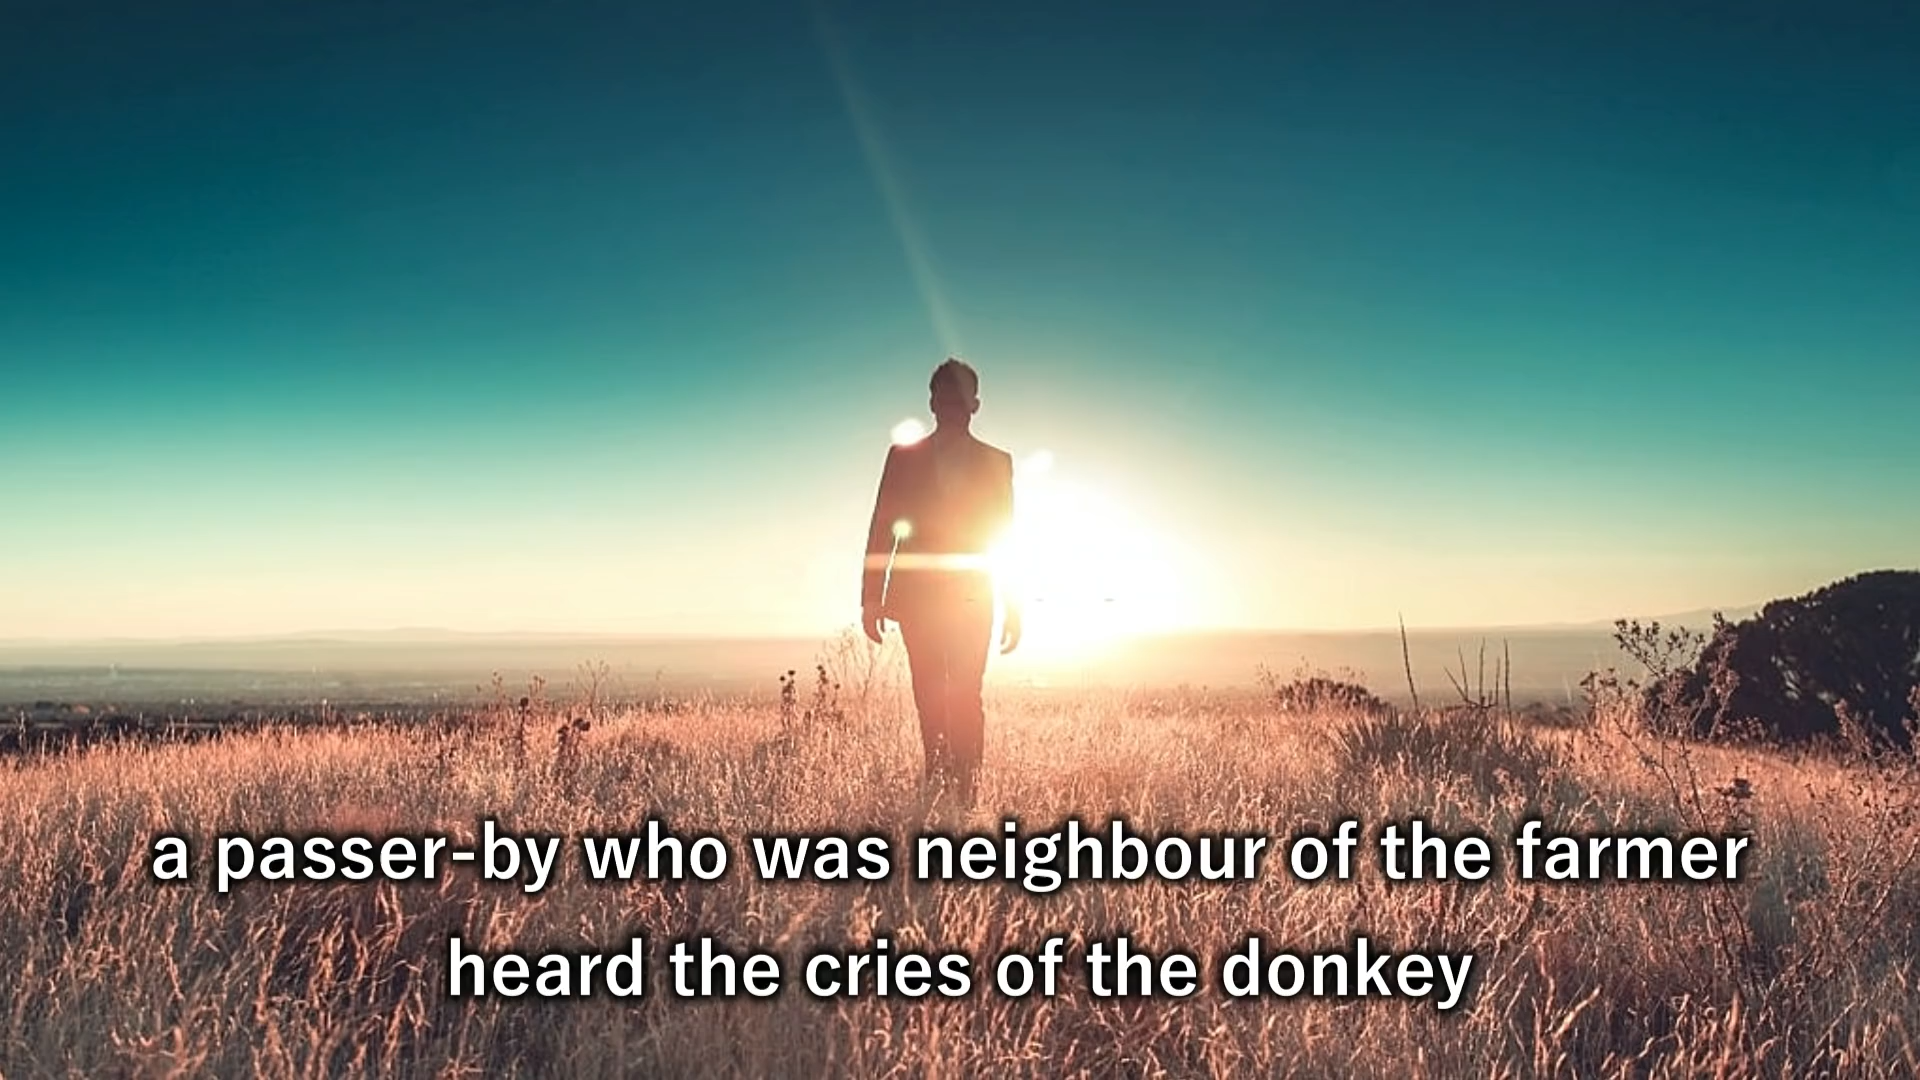 a passer-by who was neighbour of the farmer
heard the cries of the donkey